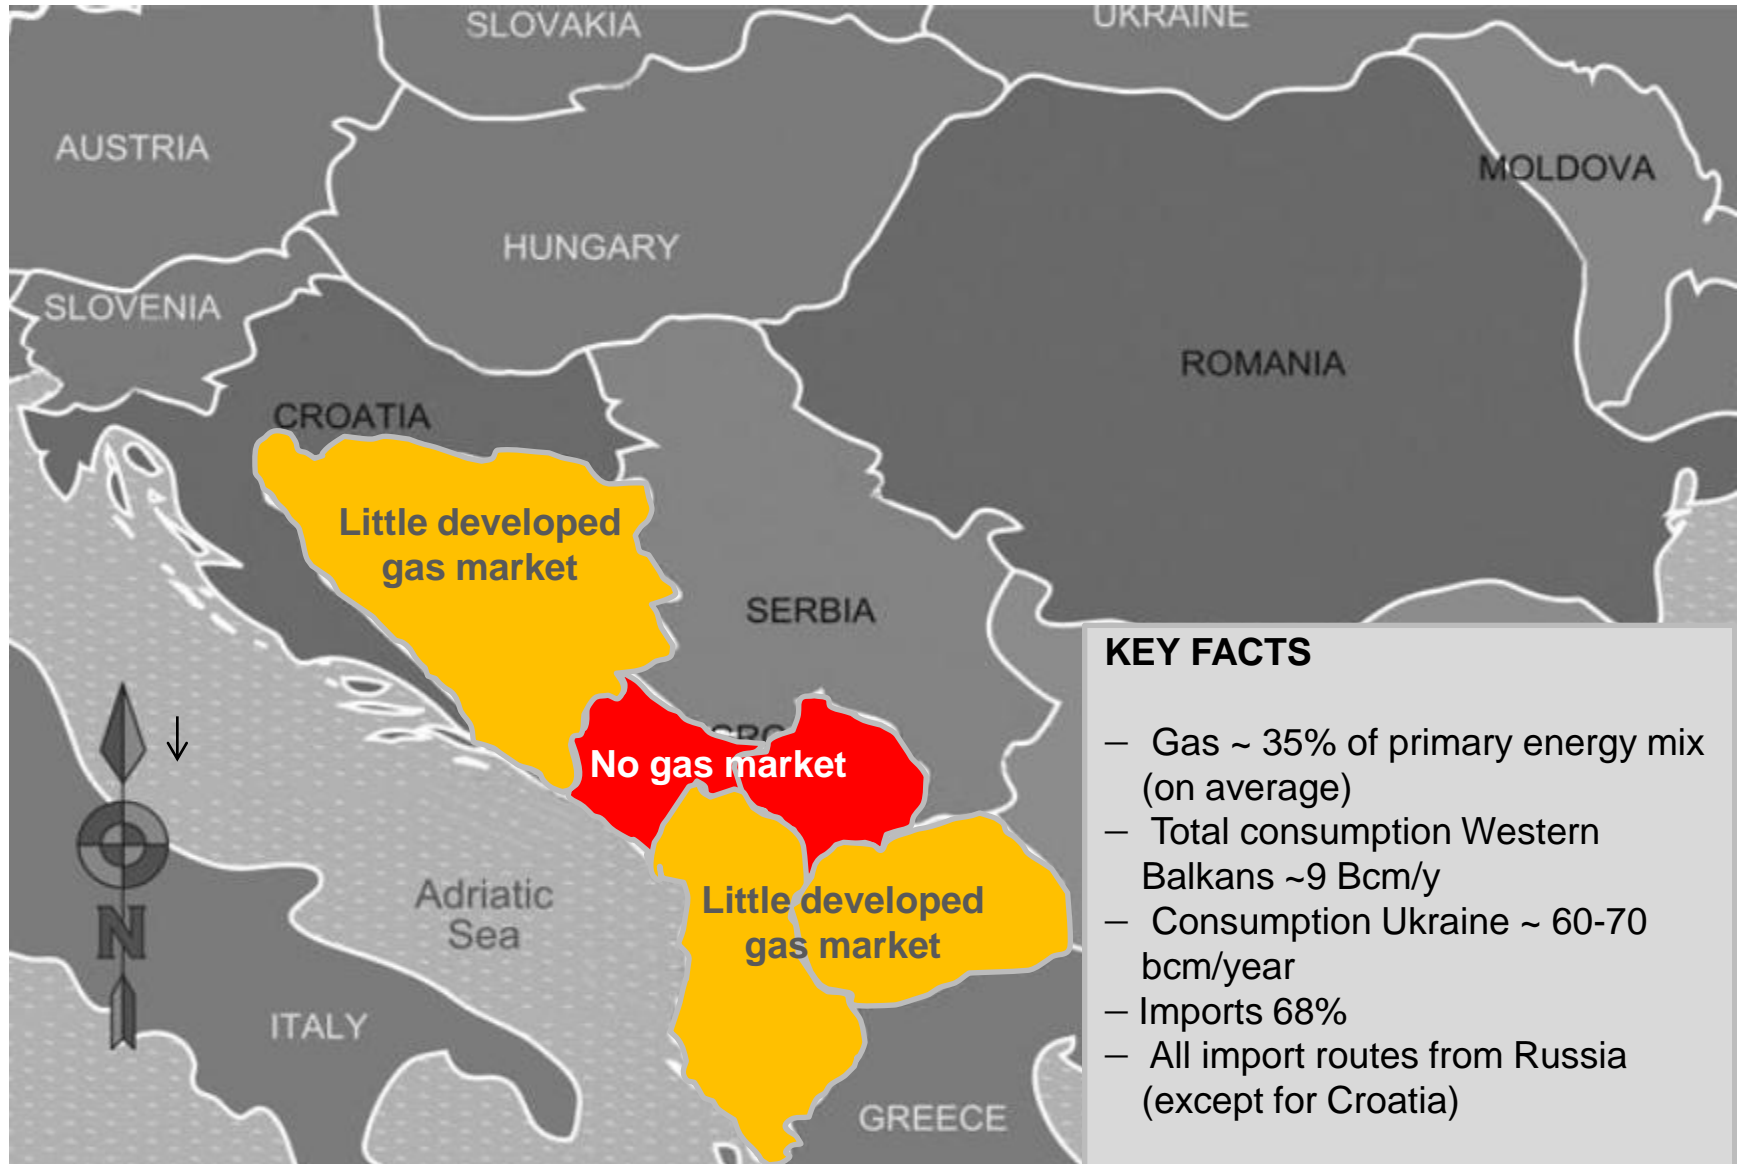 SLOVAKIA
UKRAINE
AUSTRIA
MOLDOVA
HUNGARY
SLOVENIA
ROMANIA
CROATIA
Little developed
gas market
SERBIA
No gas market
Little developed
gas market
Adriatic
Sea
N
ITALY
GREECE
KEY FACTS
– Gas ~ 35% of primary energy mix
(on average)
– Total consumption Western
Balkans ~9 Bcm/y
– Consumption Ukraine ~ 60-70
bcm/year
– Imports 68%
– All import routes from Russia
(except for Croatia)